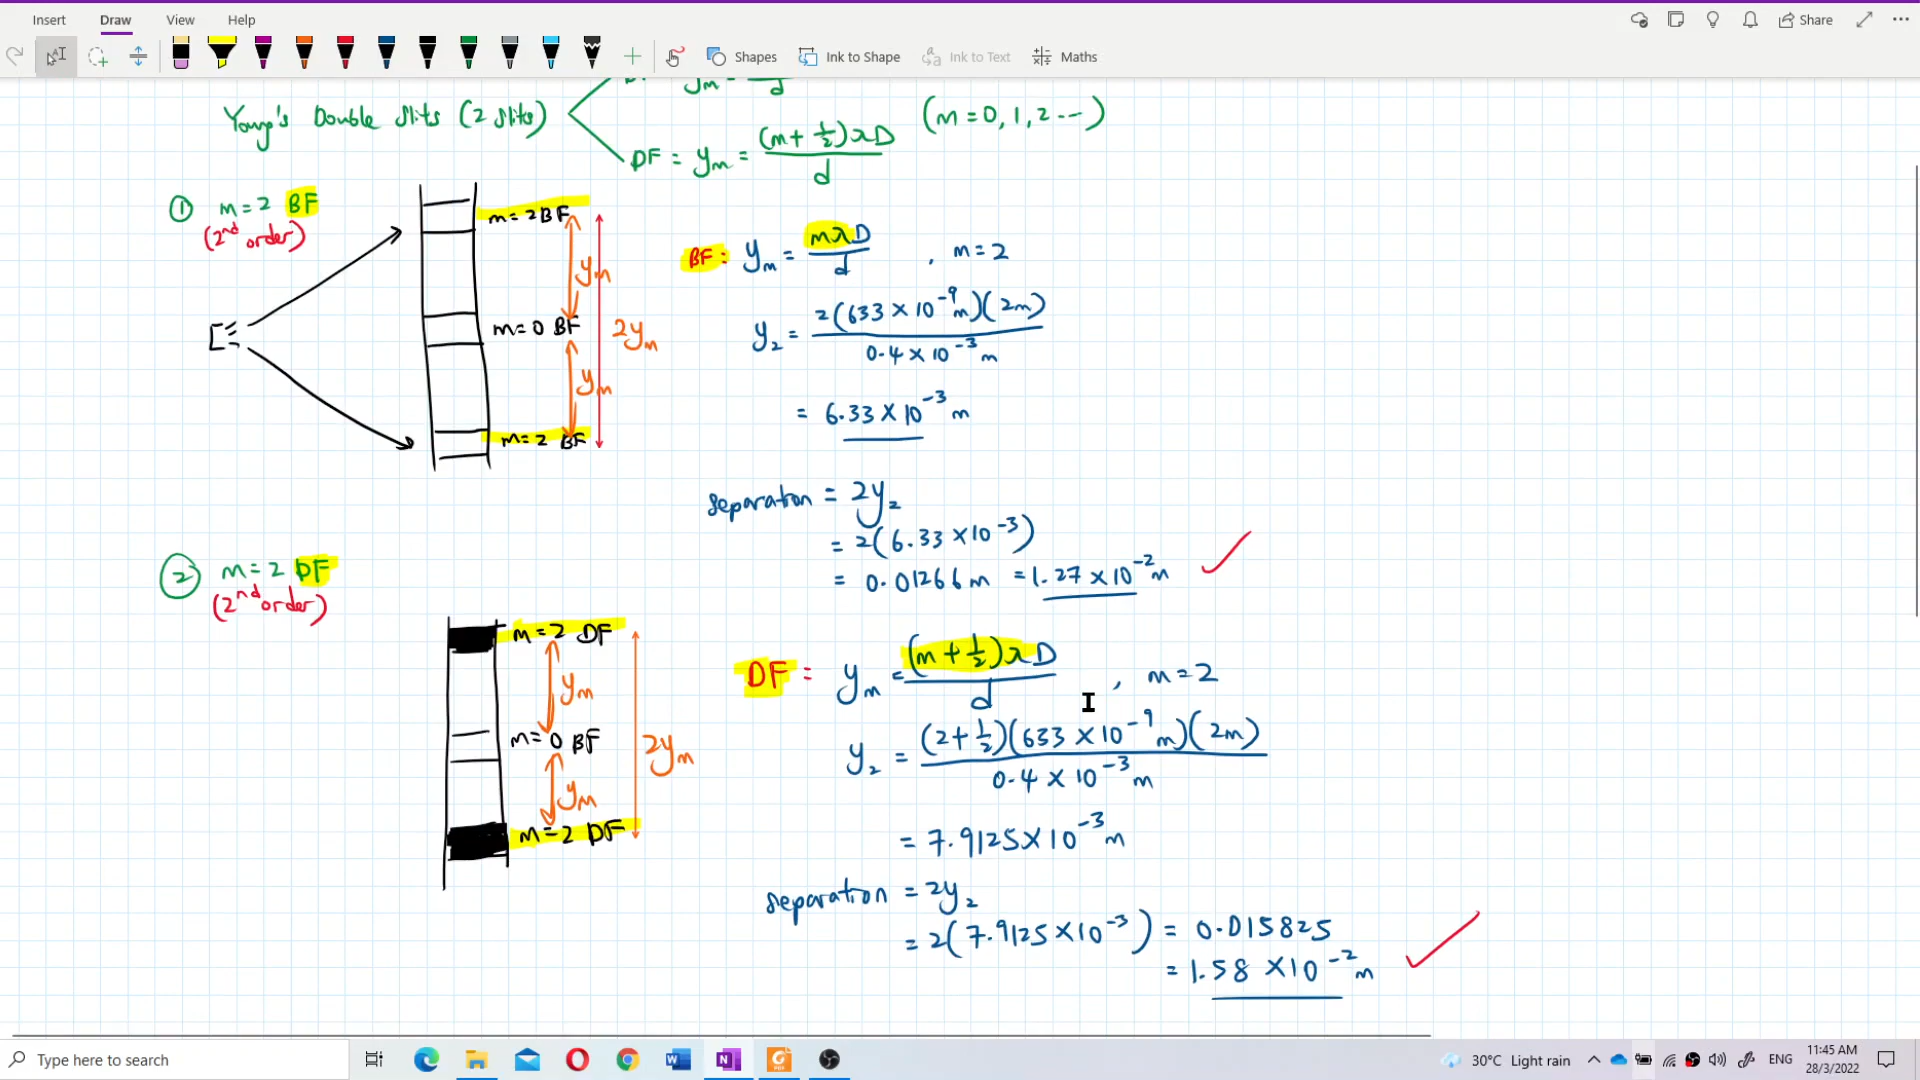 Insert Draw View Help
Share
Shapes Ink to Shape Ink to Text Maths
Young's Double slits (2 slits)
(m = 0, 1, 2 ...)
DF : yₘ = (m + 1/2)λD / d
① m = 2 BF
(2nd order)
m = 2 BF
yₘ
m = 0 BF
2yₘ
yₘ
m = 2 BF
BF : yₘ = mλD / d , m = 2
y₂ = 2(633 × 10⁻⁹ m)(2m) / 0.4 × 10⁻³ m
= 6.33 × 10⁻³ m
separation = 2y₂
= 2(6.33 × 10⁻³)
= 0.01266 m = 1.27 × 10⁻² m
② m = 2 DF
(2nd order)
m = 2 DF
yₘ
m = 0 BF
2yₘ
yₘ
m = 2 DF
DF : yₘ = (m + 1/2)λD / d , m = 2
y₂ = (2 + 1/2)(633 × 10⁻⁹ m)(2m) / 0.4 × 10⁻³ m
= 7.9125 × 10⁻³ m
separation = 2y₂
= 2(7.9125 × 10⁻³) = 0.015825
= 1.58 × 10⁻² m
Type here to search
30°C Light rain
ENG
11:45 AM
28/3/2022